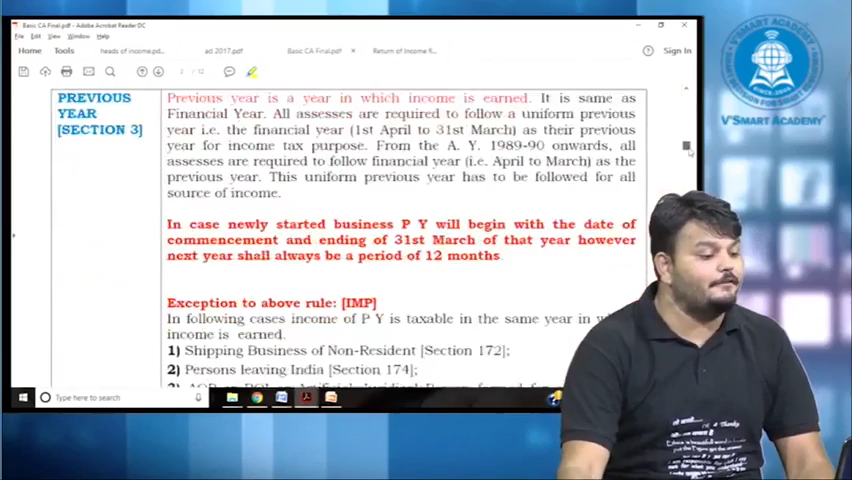 Basic CA Final.pdf - Adobe Acrobat Reader DC
File Edit View Window Help
Home Tools heads of income.pd... ad 2017.pdf Basic CA Final.pdf Return of Income fi... Sign In
2 / 12
PREVIOUS
YEAR
[SECTION 3]
Previous year is a year in which income is earned. It is same as
Financial Year. All assesses are required to follow a uniform previous
year i.e. the financial year (1st April to 31st March) as their previous
year for income tax purpose. From the A. Y. 1989-90 onwards, all
assesses are required to follow financial year (i.e. April to March) as the
previous year. This uniform previous year has to be followed for all
source of income.
In case newly started business P Y will begin with the date of
commencement and ending of 31st March of that year however
next year shall always be a period of 12 months
Exception to above rule: [IMP]
In following cases income of P Y is taxable in the same year in
income is earned.
1) Shipping Business of Non-Resident [Section 172];
2) Persons leaving India [Section 174];
Type here to search
V'SMART ACADEMY